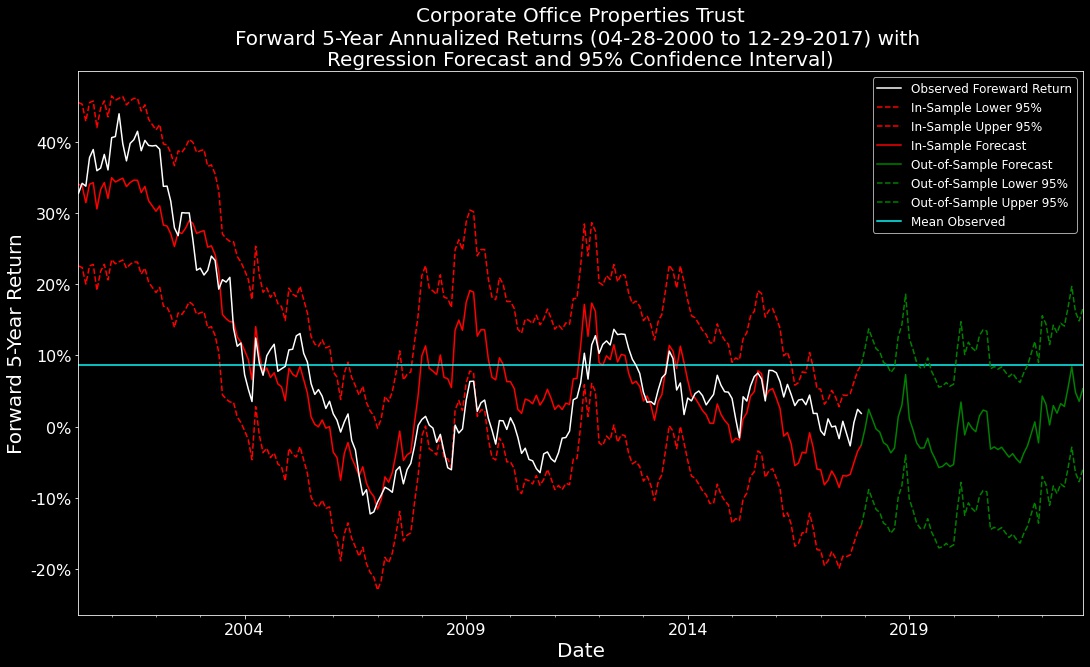 Corporate Office Properties Trust
Forward 5-Year Annualized Returns (04-28-2000 to 12-29-2017) with
Regression Forecast and 95% Confidence Interval)
Observed Foreward Return
In-Sample Lower 95%
In-Sample Upper 95%
In-Sample Forecast
Out-of-Sample Forecast
Out-of-Sample Lower 95%
Out-of-Sample Upper 95%
Mean Observed
Forward 5-Year Return
40%
30%
20%
10%
0%
-10%
-20%
2004
2009
2014
2019
Date